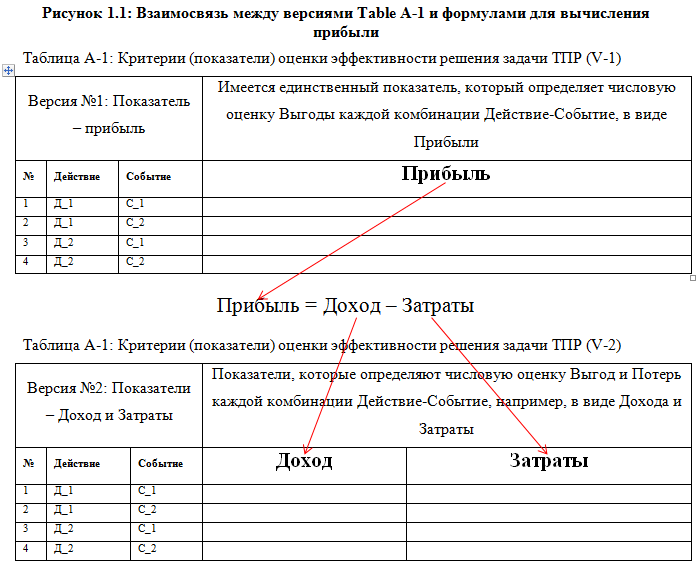 Рисунок 1.1: Взаимосвязь между версиями Table A-1 и формулами для вычисления
прибыли
Таблица А-1: Критерии (показатели) оценки эффективности решения задачи ТПР (V-1)
Версия №1: Показатель
– прибыль
Имеется единственный показатель, который определяет числовую
оценку Выгоды каждой комбинации Действие-Событие, в виде
Прибыли
№ Действие Событие Прибыль
1 Д_1 С_1
2 Д_1 С_2
3 Д_2 С_1
4 Д_2 С_2
Прибыль = Доход – Затраты
Таблица А-1: Критерии (показатели) оценки эффективности решения задачи ТПР (V-2)
Версия №2: Показатели
– Доход и Затраты
Показатели, которые определяют числовую оценку Выгод и Потерь
каждой комбинации Действие-Событие, например, в виде Дохода и
Затраты
№ Действие Событие Доход Затраты
1 Д_1 С_1
2 Д_1 С_2
3 Д_2 С_1
4 Д_2 С_2